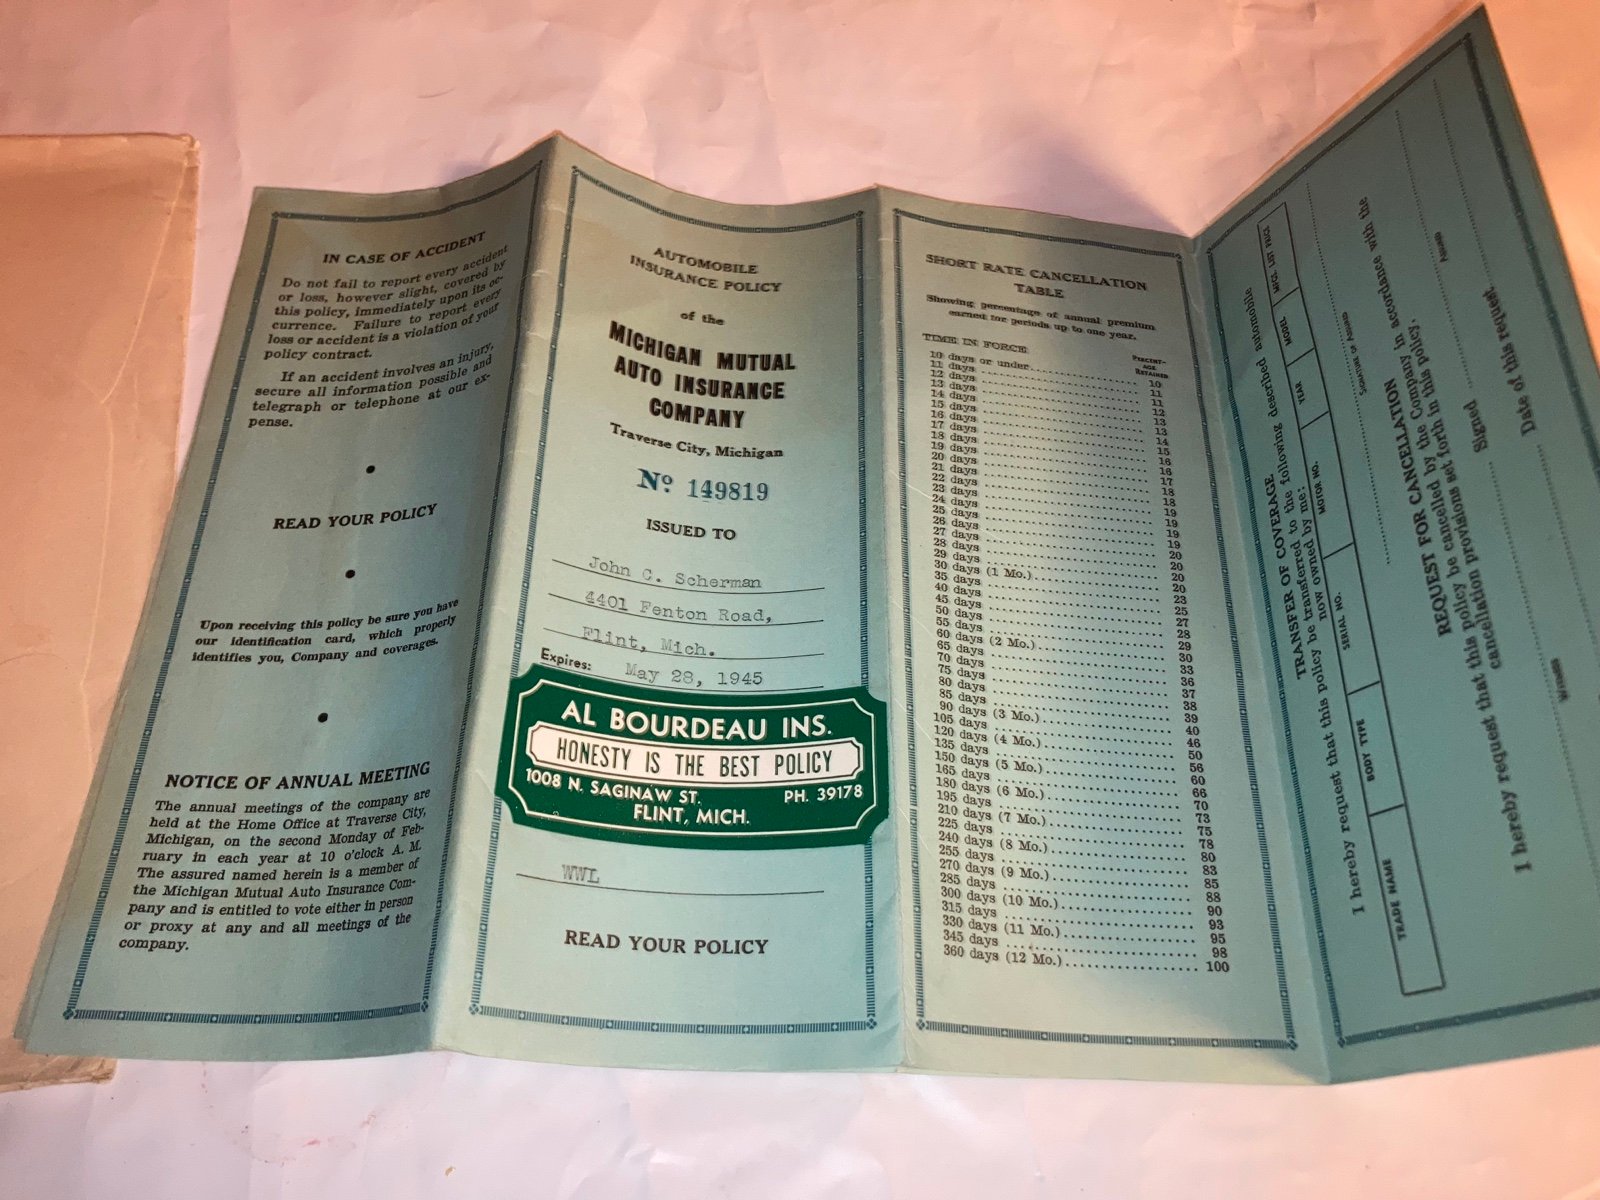 IN CASE OF ACCIDENT
Do not fail to report every accident
or loss, however slight, covered by
this policy, immediately upon its oc-
currence. Failure to report every
loss or accident is a violation of your
policy contract.
If an accident involves an injury,
secure all information possible and
telegraph or telephone at our ex-
pense.
READ YOUR POLICY
Upon receiving this policy be sure you have
our identification card, which properly
identifies you, Company and coverages.
NOTICE OF ANNUAL MEETING
The annual meetings of the company are
held at the Home Office at Traverse City,
Michigan, on the second Monday of Feb-
ruary in each year at 10 o'clock A. M.
The assured named herein is a member of
the Michigan Mutual Auto Insurance Com-
pany and is entitled to vote either in person
or proxy at any and all meetings of the
company.
AUTOMOBILE
INSURANCE POLICY
of the
MICHIGAN MUTUAL
AUTO INSURANCE
COMPANY
Traverse City, Michigan
No 149819
ISSUED TO
John C. Scherman
4401 Fenton Road,
Flint, Mich.
Expires: May 28, 1945
AL BOURDEAU INS.
HONESTY IS THE BEST POLICY
1008 N. SAGINAW ST. PH. 39178
FLINT, MICH.
WWL
READ YOUR POLICY
SHORT RATE CANCELLATION
TABLE
Showing percentage of annual premium
earned for periods up to one year.
TIME IN FORCE PERCENT-
AGE
RETAINED
10 days or under 10
11 days 11
12 days 11
13 days 12
14 days 13
15 days 13
16 days 14
17 days 15
18 days 16
19 days 16
20 days 17
21 days 18
22 days 18
23 days 19
24 days 19
25 days 19
26 days 19
27 days 20
28 days 20
29 days 20
30 days (1 Mo.) 20
35 days 23
40 days 25
45 days 27
50 days 28
55 days 29
60 days (2 Mo.) 30
65 days 33
70 days 36
75 days 37
80 days 38
85 days 39
90 days (3 Mo.) 40
105 days 46
120 days (4 Mo.) 50
135 days 56
150 days (5 Mo.) 60
165 days 66
180 days (6 Mo.) 70
195 days 73
210 days (7 Mo.) 75
225 days 78
240 days (8 Mo.) 80
255 days 83
270 days (9 Mo.) 85
285 days 88
300 days (10 Mo.) 90
315 days 93
330 days (11 Mo.) 95
345 days 98
360 days (12 Mo.) 100
TRANSFER OF COVERAGE
I hereby request that this policy be transferred to the following described automobile
now owned by me:
TRADE NAME BODY TYPE SERIAL NO. MOTOR NO. YEAR MODEL MFGS. LIST PRICE
SIGNATURE OF ASSURED
REQUEST FOR CANCELLATION
I hereby request that this policy be cancelled by the Company in accordance with the
cancellation provisions set forth in this policy.
Signed
Assured
Witness
Date of this request.